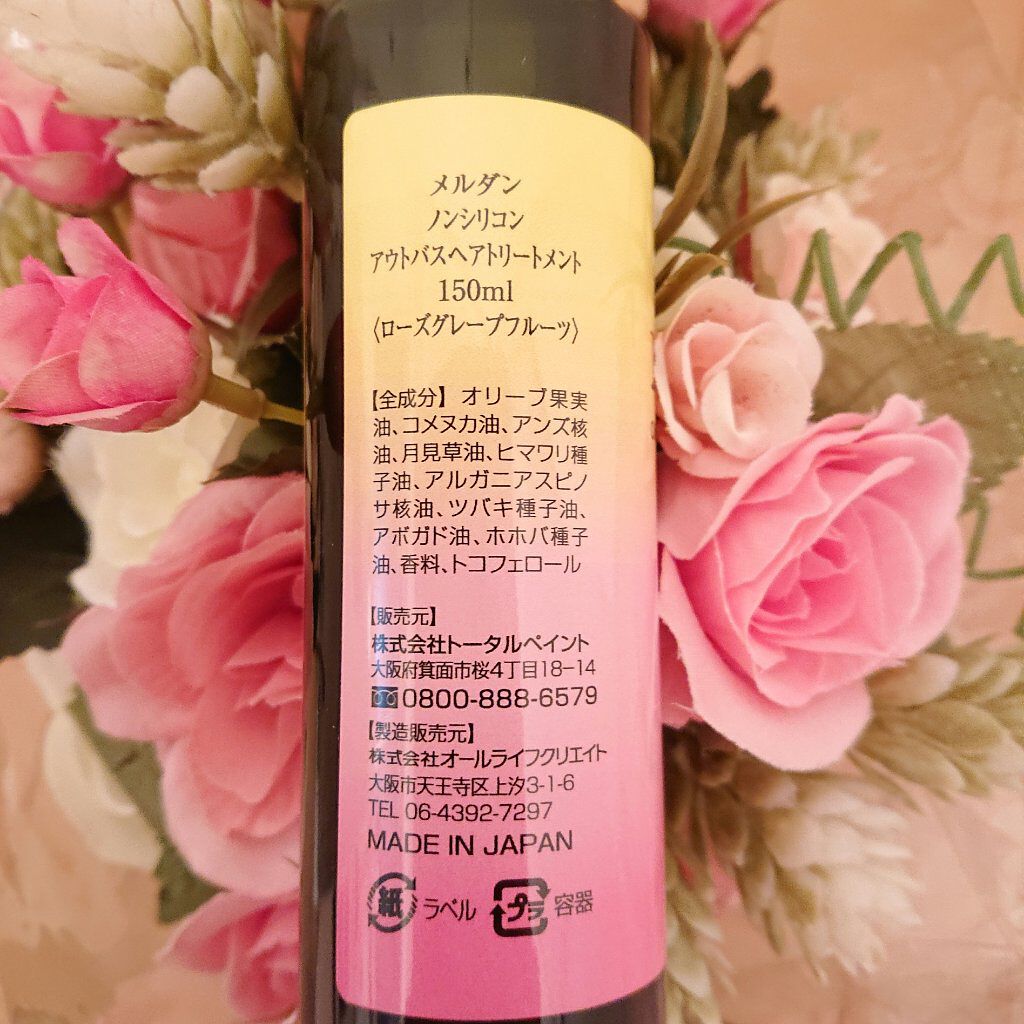 メルダン
ノンシリコン
アウトバスヘアトリートメント
150ml
〈ローズグレープフルーツ〉
【全成分】オリーブ果実
油、コメヌカ油、アンズ核
油、月見草油、ヒマワリ種
子油、アルガニアスピノ
サ核油、ツバキ種子油、
アボガド油、ホホバ種子
油、香料、トコフェロール
【販売元】
株式会社トータルペイント
大阪府箕面市桜4丁目18-14
0800-888-6579
【製造販売元】
株式会社オールライフクリエイト
大阪市天王寺区上汐3-1-6
TEL 06-4392-7297
MADE IN JAPAN
紙 ラベル プラ 容器